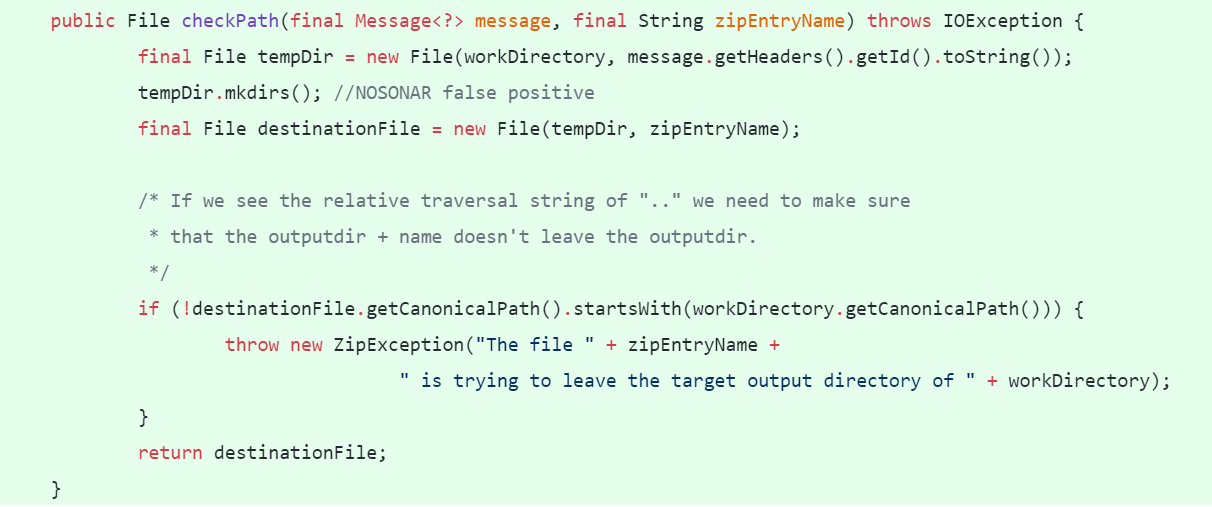 public File checkPath(final Message<?> message, final String zipEntryName) throws IOException {
final File tempDir = new File(workDirectory, message.getHeaders().getId().toString());
tempDir.mkdirs(); //NOSONAR false positive
final File destinationFile = new File(tempDir, zipEntryName);
/* If we see the relative traversal string of ".." we need to make sure
* that the outputdir + name doesn't leave the outputdir.
*/
if (!destinationFile.getCanonicalPath().startsWith(workDirectory.getCanonicalPath())) {
throw new ZipException("The file " + zipEntryName +
" is trying to leave the target output directory of " + workDirectory);
}
return destinationFile;
}